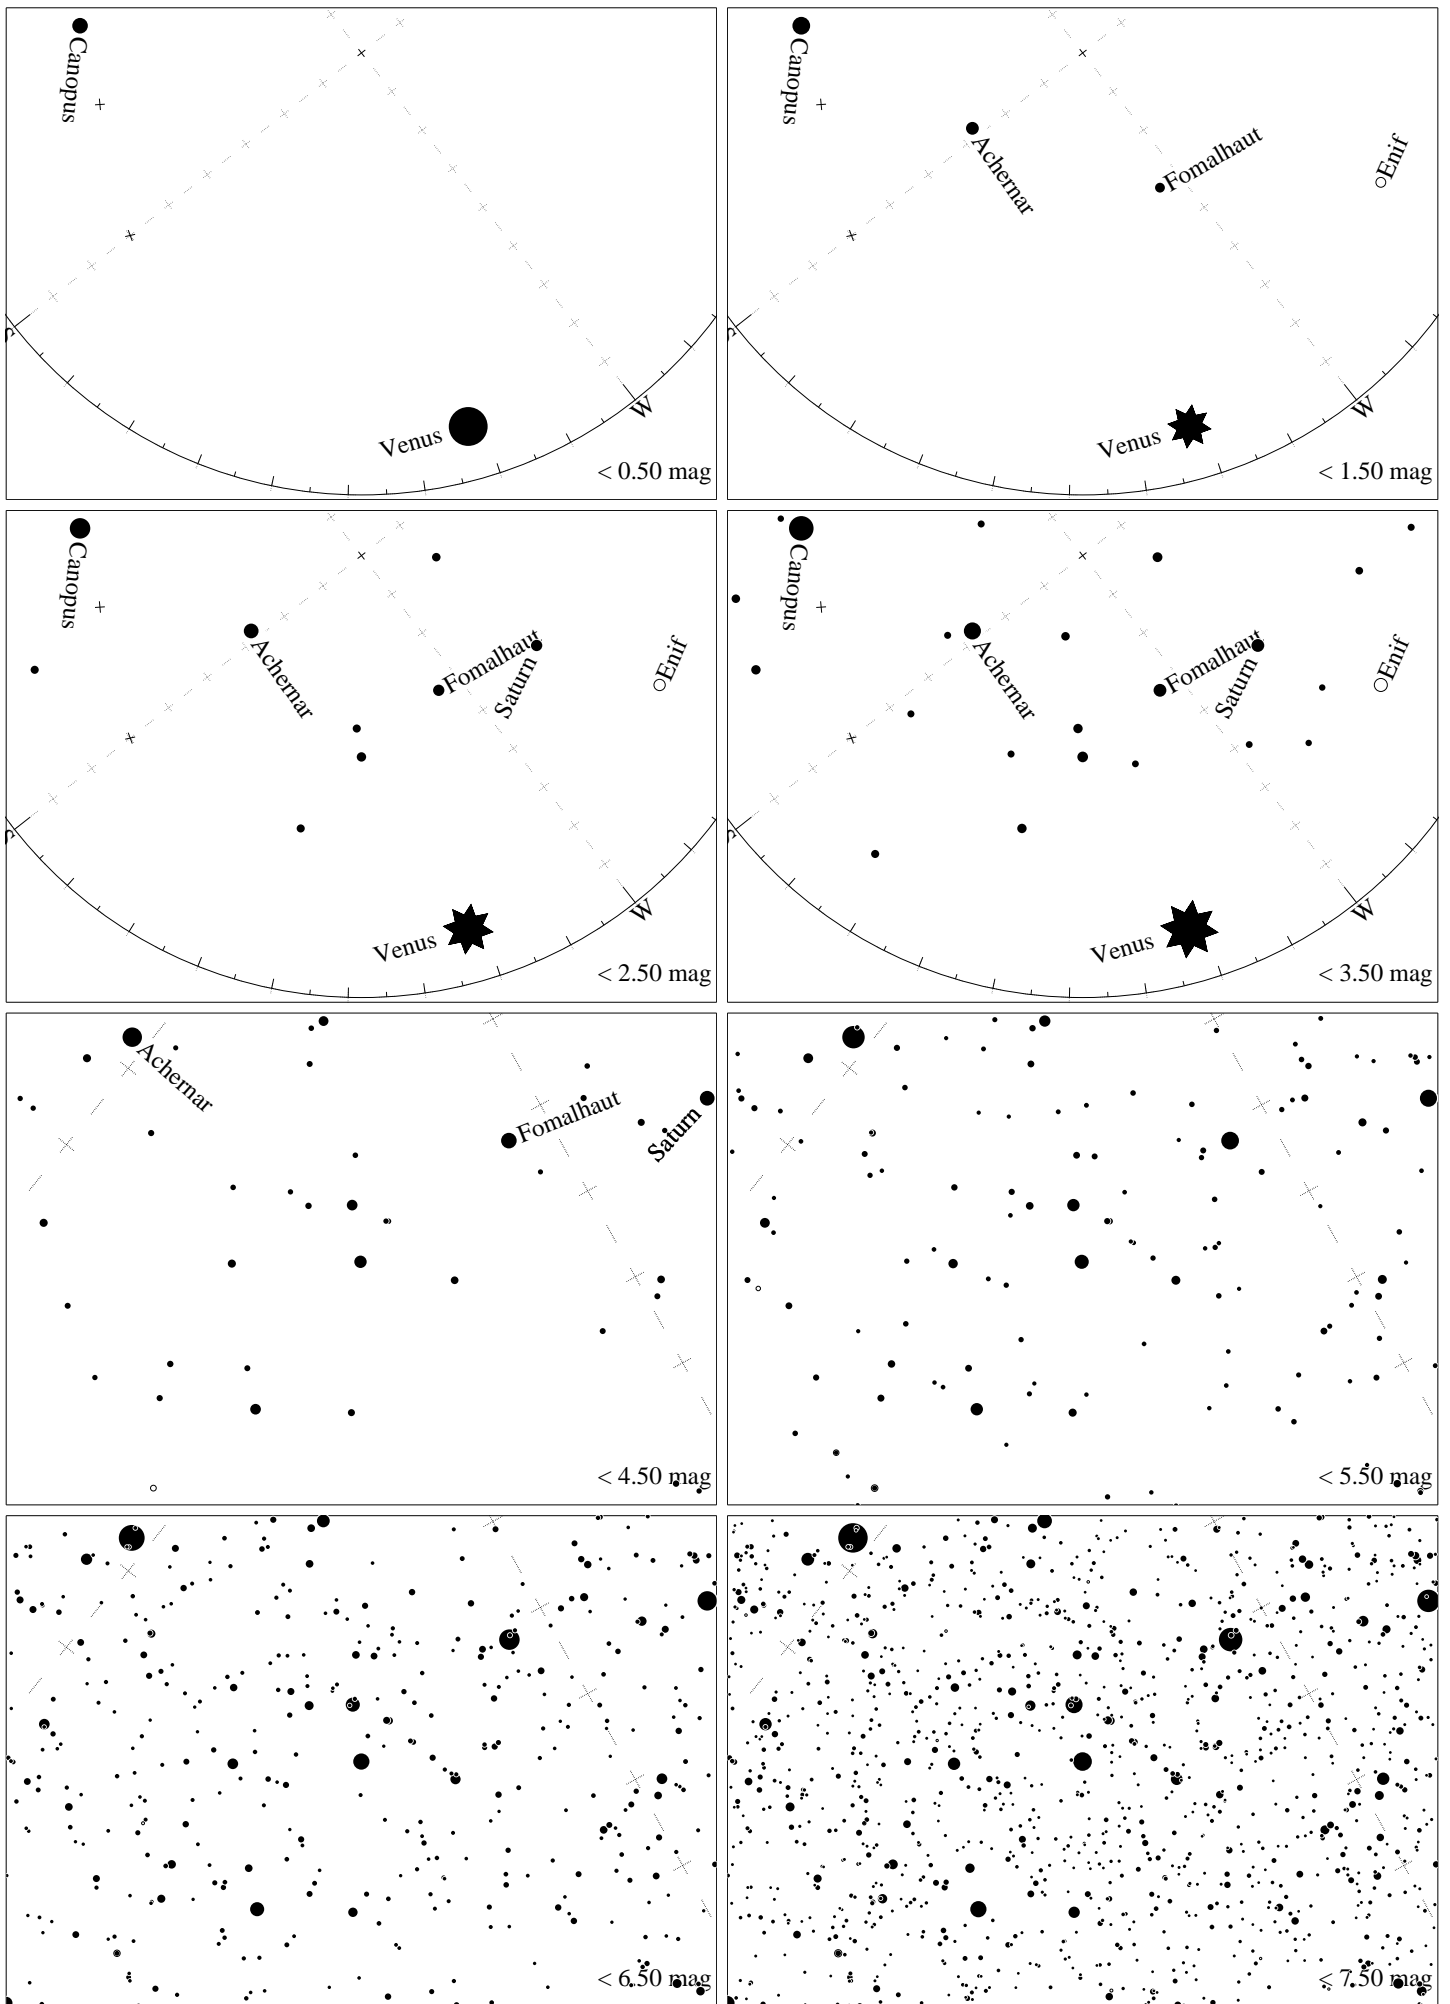 Canopus
Venus
W
< 0.50 mag
Canopus
Achernar
Fomalhaut
Enif
Venus
W
< 1.50 mag
Canopus
Achernar
Fomalhaut
Saturn
Enif
Venus
W
< 2.50 mag
Canopus
Achernar
Fomalhaut
Saturn
Enif
Venus
W
< 3.50 mag
Achernar
Fomalhaut
Saturn
< 4.50 mag
< 5.50 mag
< 6.50 mag
< 7.50 mag